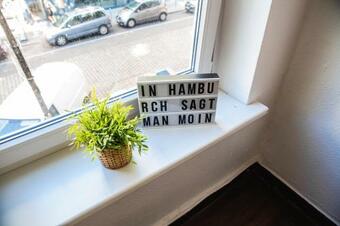 IN HAMBU
RCH SAGT
MAN MOIN